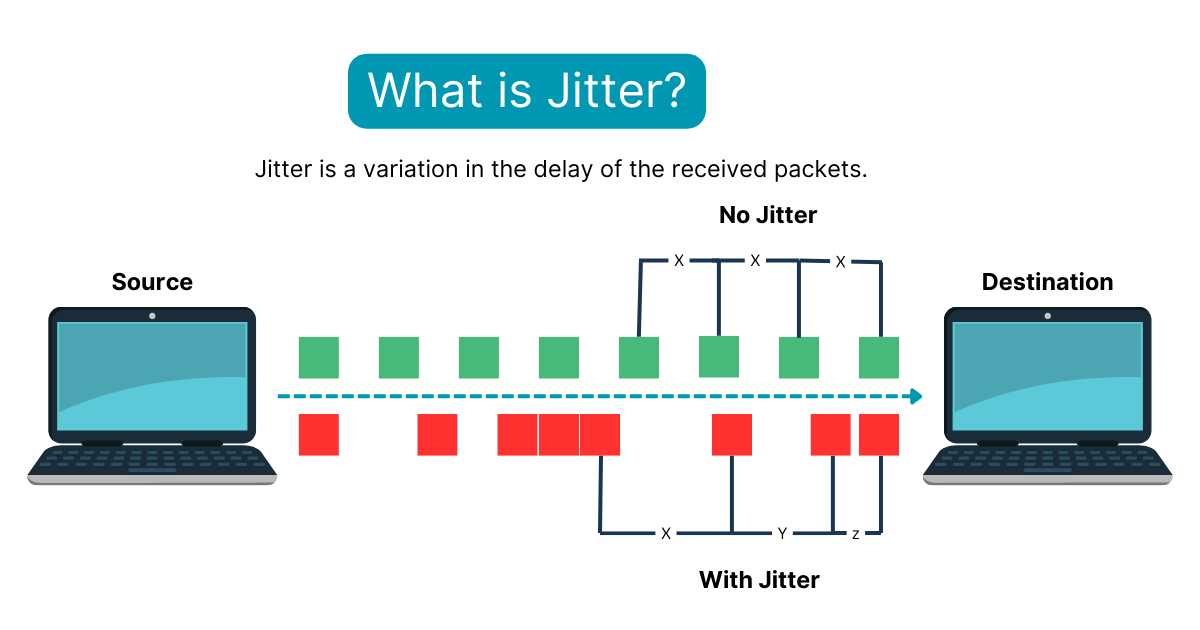 What is Jitter?
Jitter is a variation in the delay of the received packets.
No Jitter
X X X
Source
Destination
X Y z
With Jitter